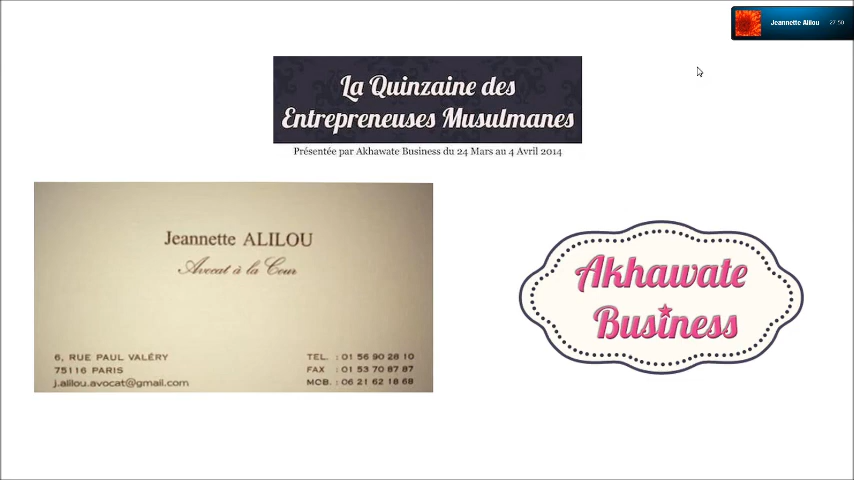 Jeannette Alilou 27:50
La Quinzaine des
Entrepreneuses Musulmanes
Présentée par Akhawate Business du 24 Mars au 4 Avril 2014
Jeannette ALILOU
Avocat à la Cour
6, RUE PAUL VALÉRY
75116 PARIS
j.alilou.avocat@gmail.com
TEL. : 01 56 90 28 10
FAX : 01 53 70 87 87
MOB. : 06 21 62 18 68
Akhawate
Business